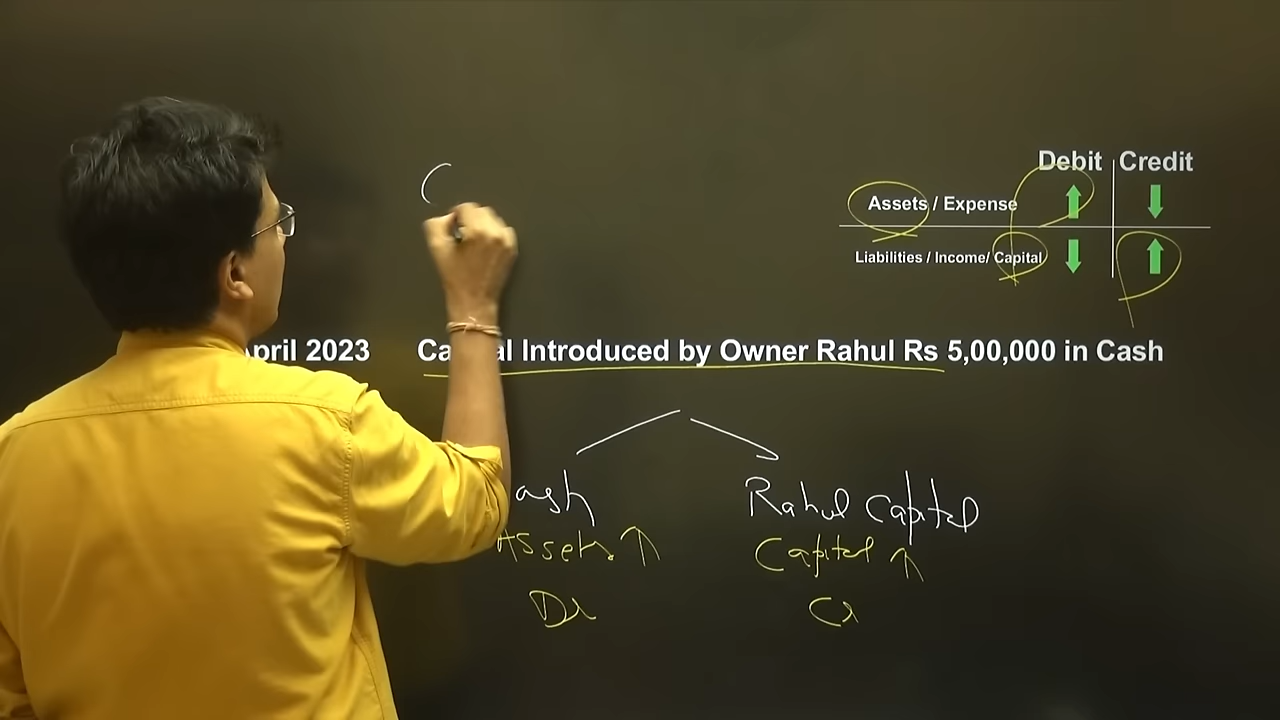 Debit Credit
C
Assets / Expense
Liabilities / Income/ Capital
April 2023 Capital Introduced by Owner Rahul Rs 5,00,000 in Cash
ash Rahul Capital
Assets ↑ Capital ↑
Dr Cr